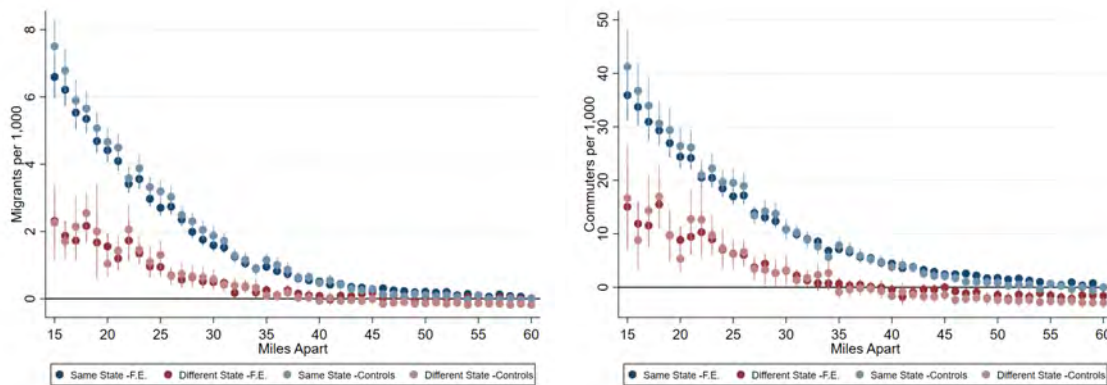 Migrants per 1,000
8
6
4
2
0
15 20 25 30 35 40 45 50 55 60
Miles Apart
Same State -F.E. Different State -F.E. Same State -Controls Different State -Controls
Commuters per 1,000
50
40
30
20
10
0
15 20 25 30 35 40 45 50 55 60
Miles Apart
Same State -F.E. Different State -F.E. Same State -Controls Different State -Controls